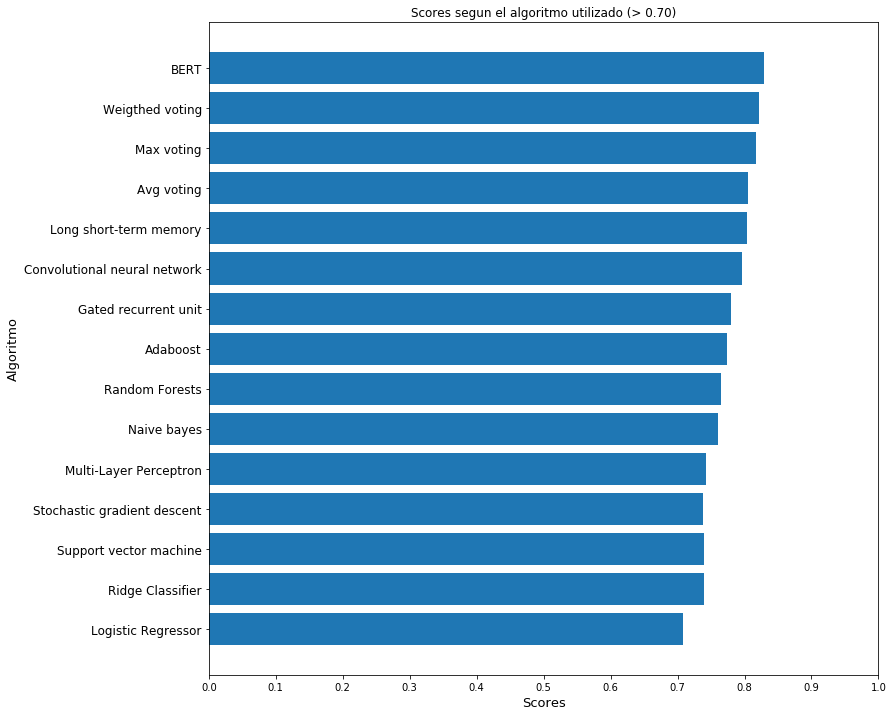 Scores segun el algoritmo utilizado (> 0.70)
Algoritmo
BERT
Weigthed voting
Max voting
Avg voting
Long short-term memory
Convolutional neural network
Gated recurrent unit
Adaboost
Random Forests
Naive bayes
Multi-Layer Perceptron
Stochastic gradient descent
Support vector machine
Ridge Classifier
Logistic Regressor
0.0 0.1 0.2 0.3 0.4 0.5 0.6 0.7 0.8 0.9 1.0
Scores